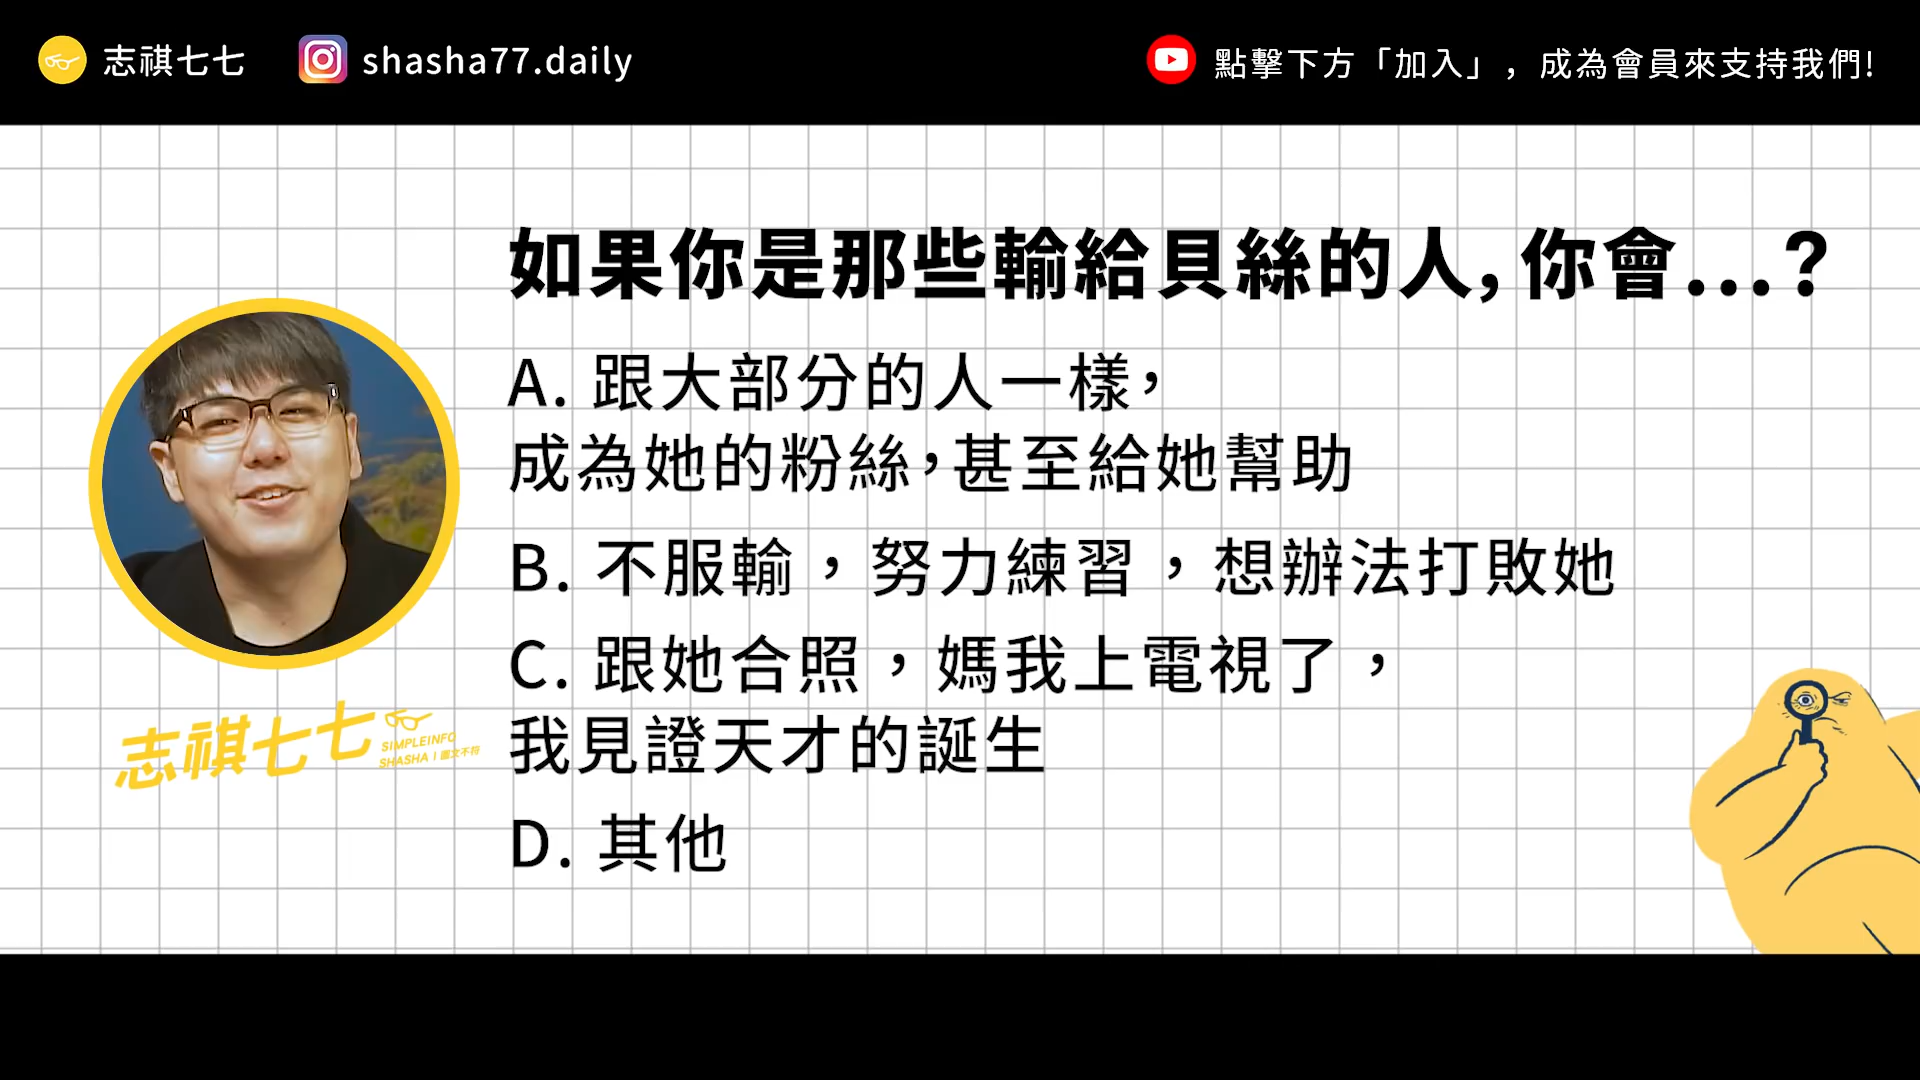 志祺七七
shasha77.daily
點擊下方「加入」，成為會員來支持我們!
如果你是那些輸給貝絲的人，你會...?
A. 跟大部分的人一樣，
成為她的粉絲，甚至給她幫助
B. 不服輸，努力練習，想辦法打敗她
C. 跟她合照，媽我上電視了，
我見證天才的誕生
D. 其他
志祺七七
SIMPLEINFO
SHASHA | 圖文不符